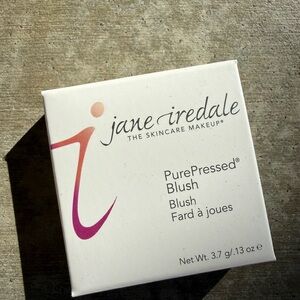 jane iredale
THE SKINCARE MAKEUP®
PurePressed®
Blush
Blush
Fard à joues
Net Wt. 3.7 g/.13 oz e